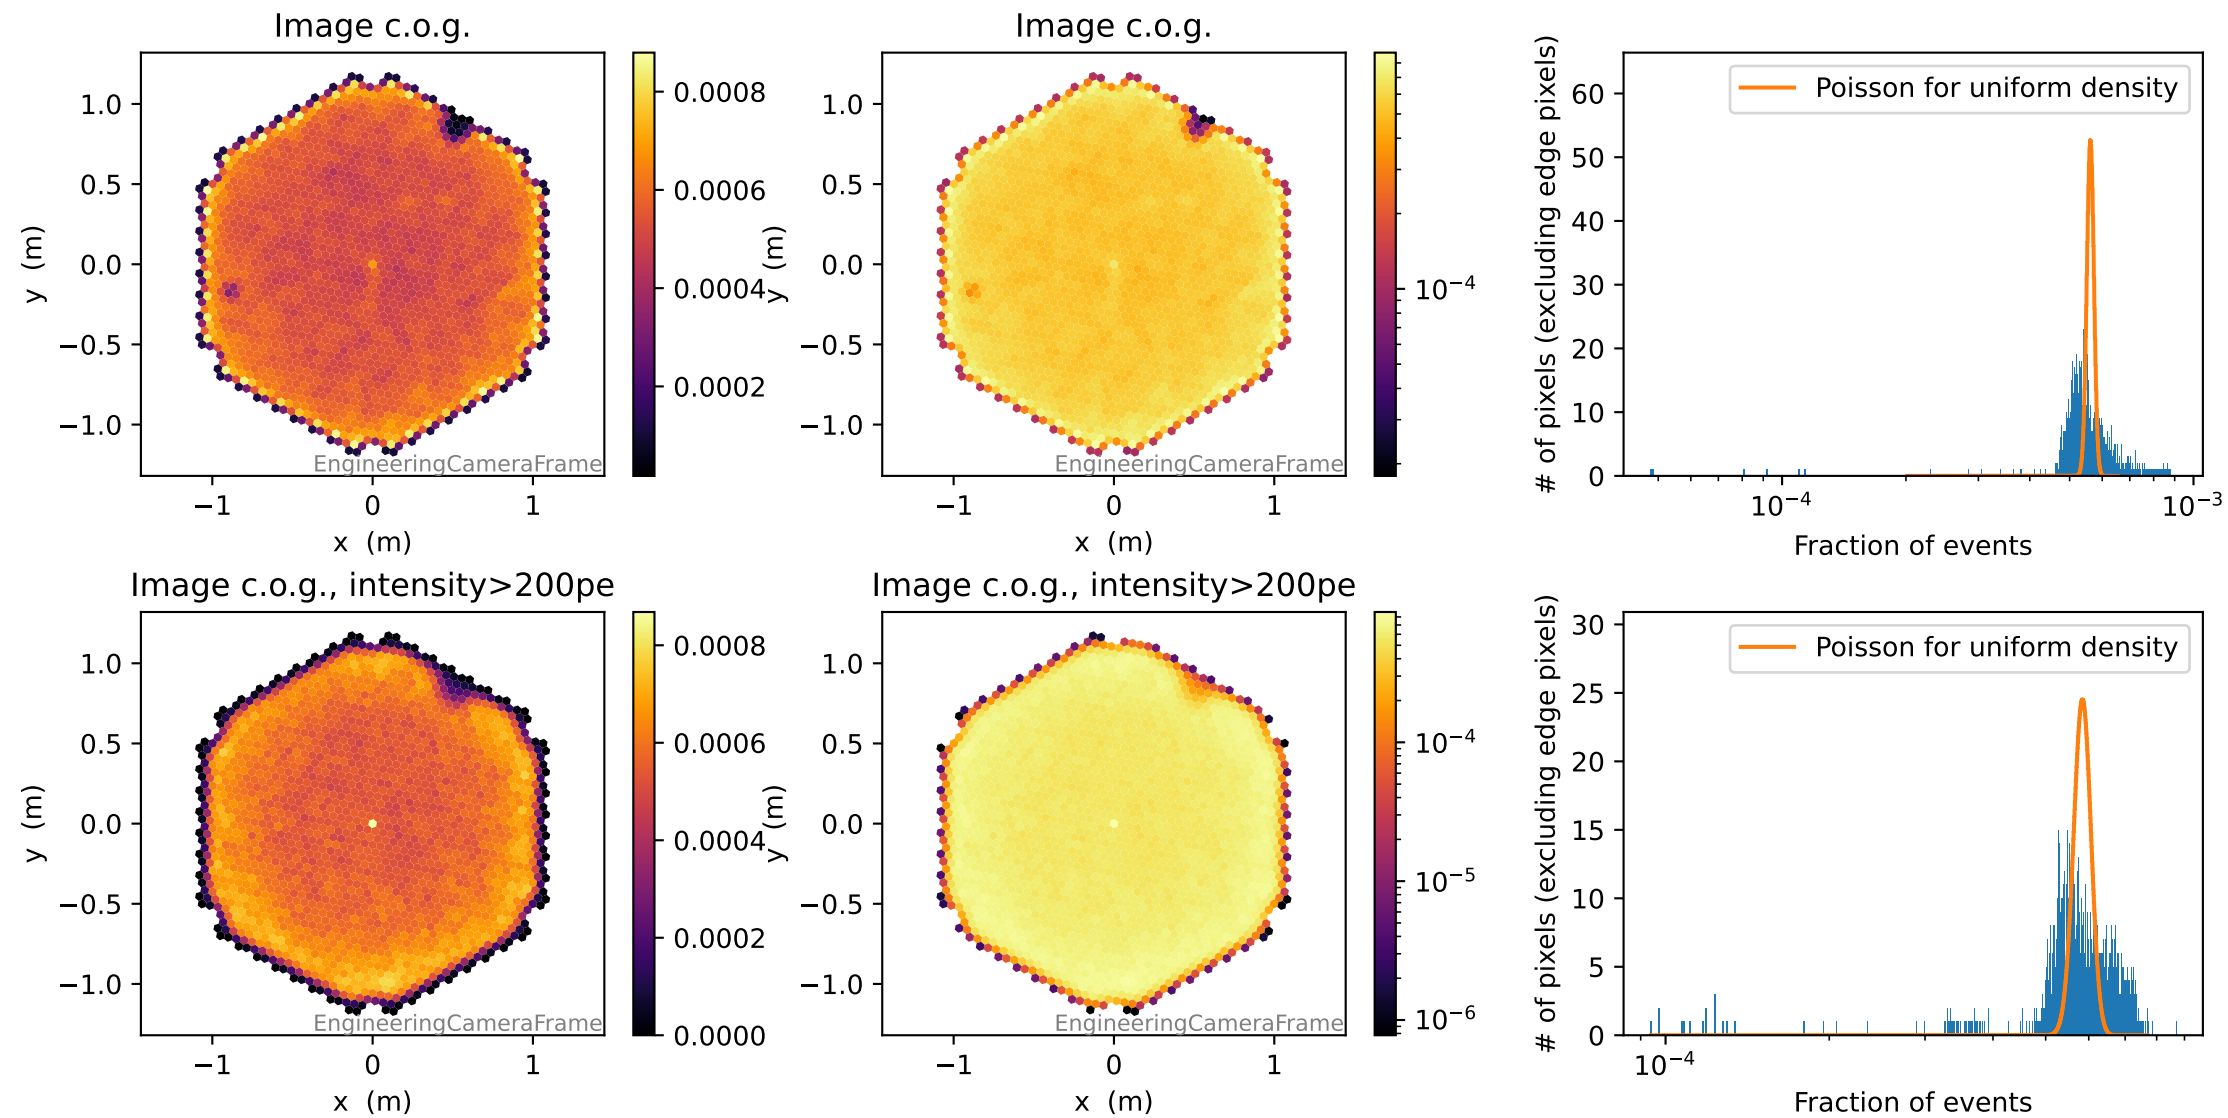 Image c.o.g.
1.0
0.5
0.0
−0.5
−1.0
y (m)
−1
0
1
x (m)
EngineeringCameraFrame
0.0008
0.0006
0.0004
0.0002
Image c.o.g.
1.0
0.5
0.0
−0.5
−1.0
y (m)
−1
0
1
x (m)
EngineeringCameraFrame
10⁻⁴
# of pixels (excluding edge pixels)
60
50
40
30
20
10
0
Poisson for uniform density
10⁻⁴
10⁻³
Fraction of events
Image c.o.g., intensity>200pe
1.0
0.5
0.0
−0.5
−1.0
y (m)
−1
0
1
x (m)
EngineeringCameraFrame
0.0008
0.0006
0.0004
0.0002
0.0000
Image c.o.g., intensity>200pe
1.0
0.5
0.0
−0.5
−1.0
y (m)
−1
0
1
x (m)
EngineeringCameraFrame
10⁻⁴
10⁻⁵
10⁻⁶
# of pixels (excluding edge pixels)
30
25
20
15
10
5
0
Poisson for uniform density
10⁻⁴
Fraction of events